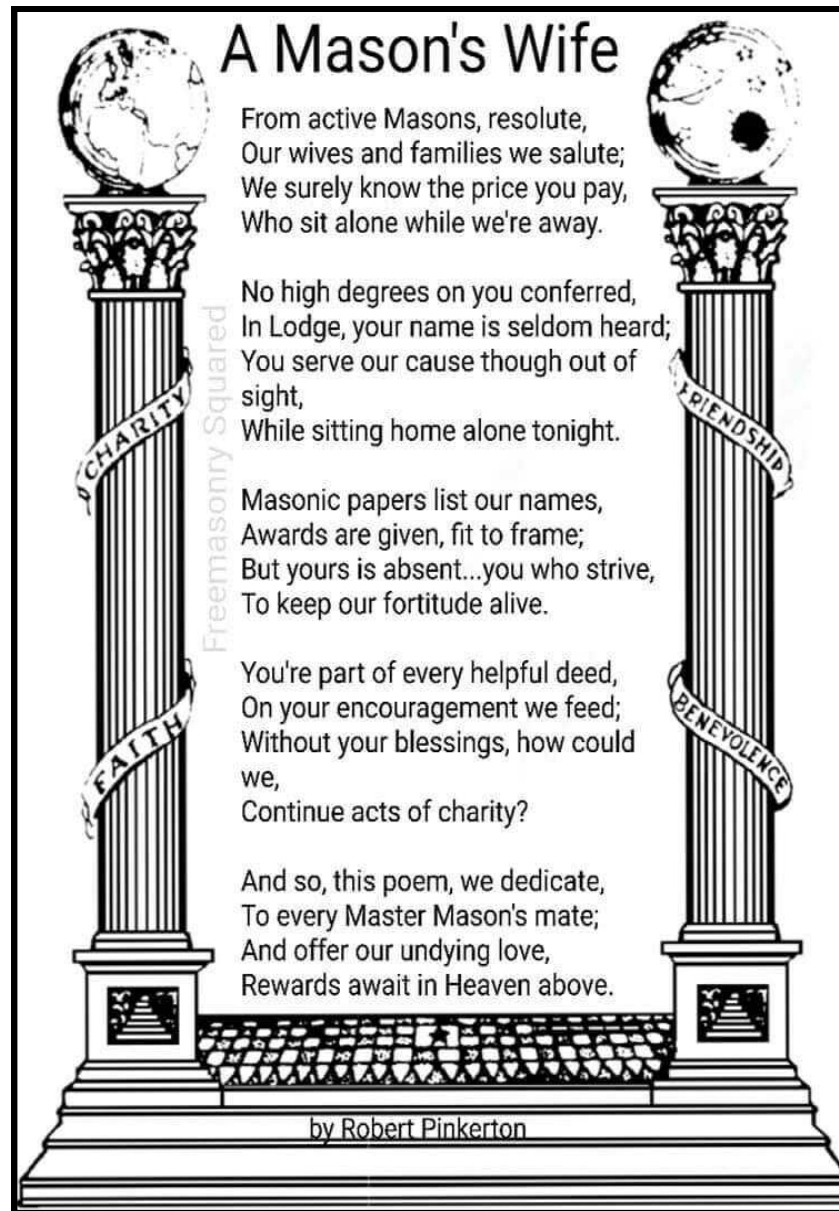 A Mason's Wife
From active Masons, resolute,
Our wives and families we salute;
We surely know the price you pay,
Who sit alone while we're away.
No high degrees on you conferred,
In Lodge, your name is seldom heard;
You serve our cause though out of
sight,
While sitting home alone tonight.
Masonic papers list our names,
Awards are given, fit to frame;
But yours is absent...you who strive,
To keep our fortitude alive.
You're part of every helpful deed,
On your encouragement we feed;
Without your blessings, how could
we,
Continue acts of charity?
And so, this poem, we dedicate,
To every Master Mason's mate;
And offer our undying love,
Rewards await in Heaven above.
by Robert Pinkerton
CHARITY
FAITH
FRIENDSHIP
BENEVOLENCE
Freemasonry Squared